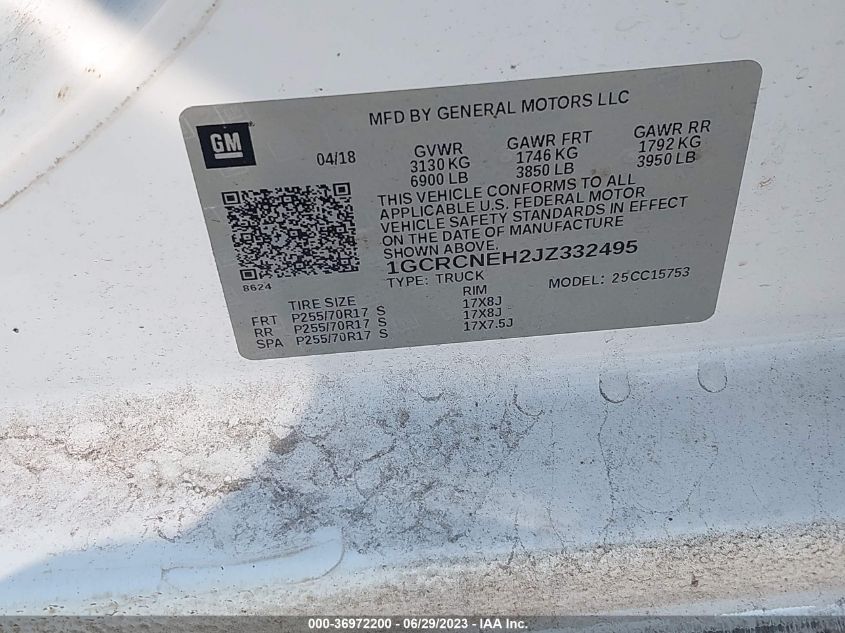 MFD BY GENERAL MOTORS LLC
GM
04/18
GVWR GAWR FRT GAWR RR
3130 KG 1746 KG 1792 KG
6900 LB 3850 LB 3950 LB
THIS VEHICLE CONFORMS TO ALL
APPLICABLE U.S. FEDERAL MOTOR
VEHICLE SAFETY STANDARDS IN EFFECT
ON THE DATE OF MANUFACTURE
SHOWN ABOVE.
1GCRCNEH2JZ332495
8624
TYPE: TRUCK MODEL: 25CC15753
TIRE SIZE RIM
FRT P255/70R17 S 17X8J
RR P255/70R17 S 17X8J
SPA P255/70R17 S 17X7.5J
000-36972200 - 06/29/2023 - IAA Inc.